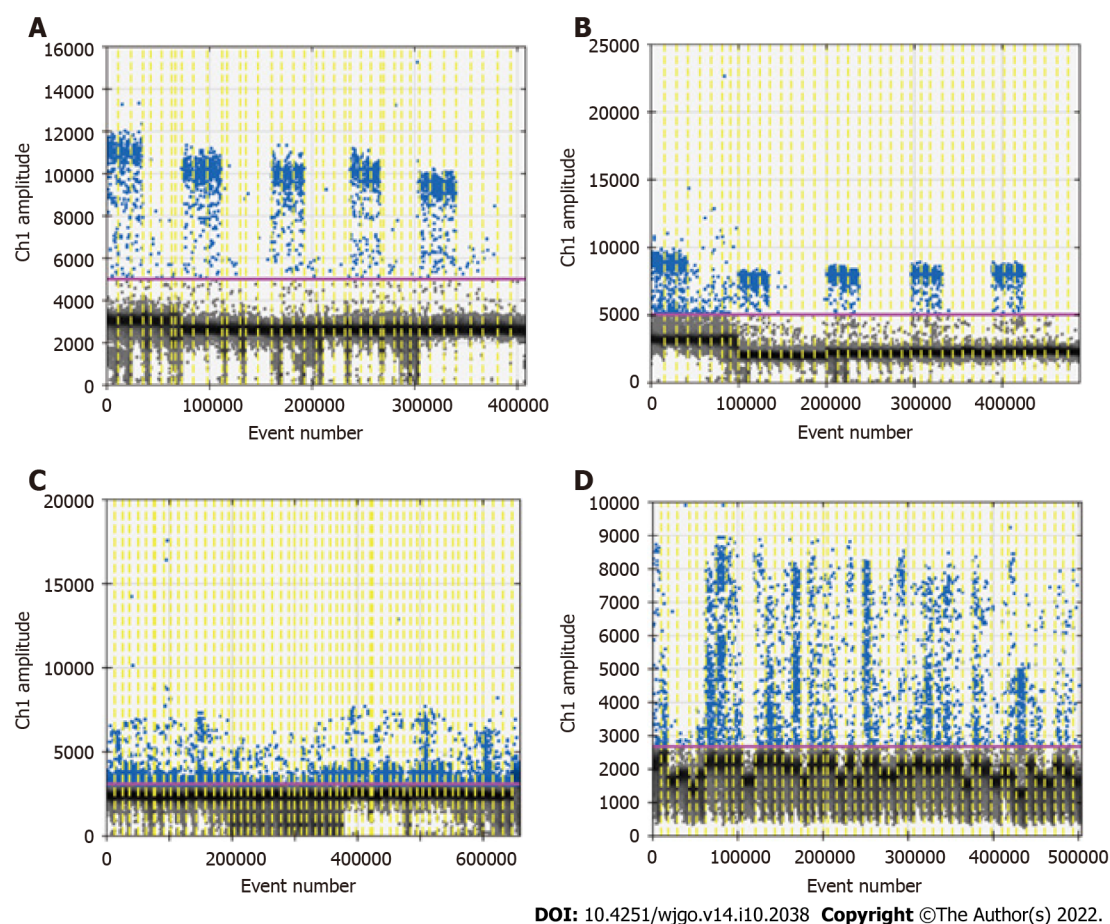 A
B
16000
14000
12000
10000
8000
6000
4000
2000
0
Ch1 amplitude
0 100000 200000 300000 400000
Event number
25000
20000
15000
10000
5000
0
Ch1 amplitude
0 100000 200000 300000 400000
Event number
C
D
20000
15000
10000
5000
0
Ch1 amplitude
0 200000 400000 600000
Event number
10000
9000
8000
7000
6000
5000
4000
3000
2000
1000
0
Ch1 amplitude
0 100000 200000 300000 400000 500000
Event number
DOI: 10.4251/wjgo.v14.i10.2038 Copyright ©The Author(s) 2022.